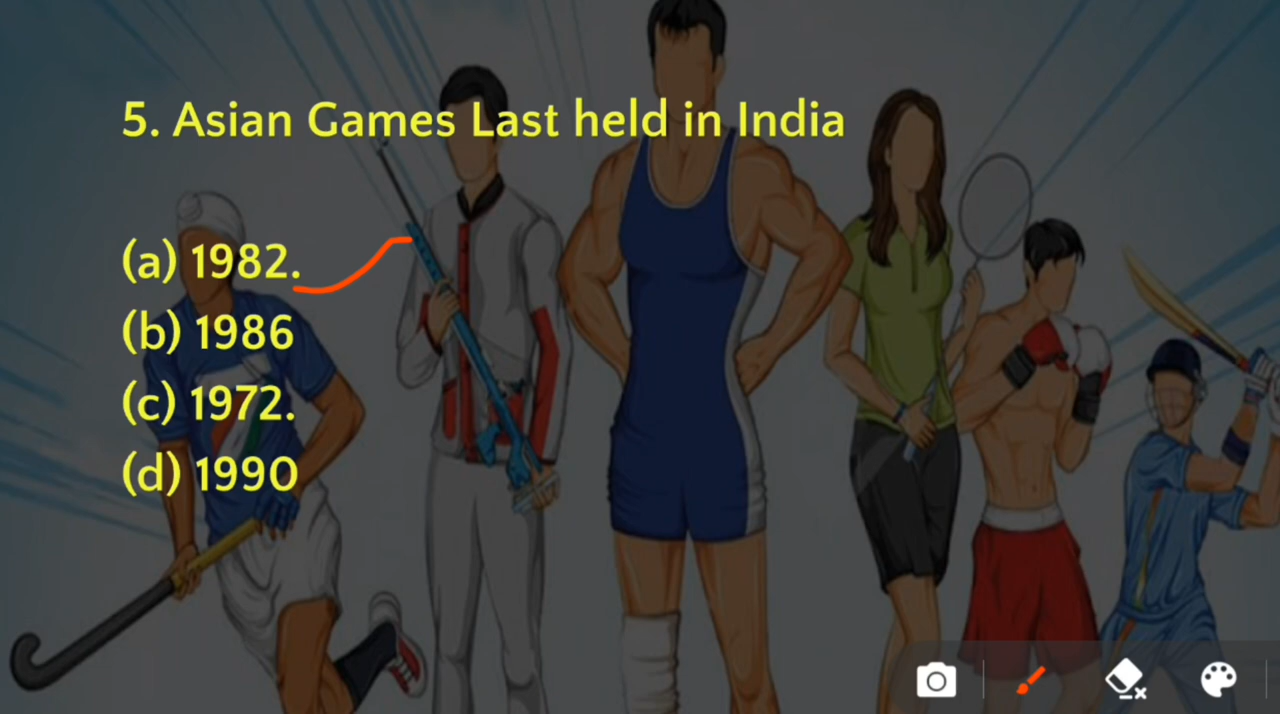 5. Asian Games Last held in India
(a) 1982.
(b) 1986
(c) 1972.
(d) 1990